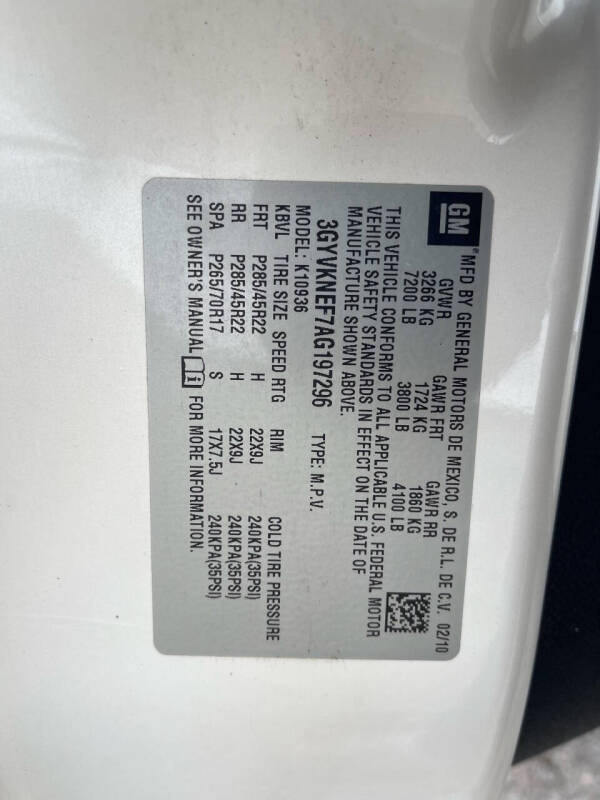 GM ® MFD BY GENERAL MOTORS DE MEXICO, S. DE R.L. DE C.V. 02/10
GVWR GAWR FRT GAWR RR
3266 KG 1724 KG 1860 KG
7200 LB 3800 LB 4100 LB
THIS VEHICLE CONFORMS TO ALL APPLICABLE U.S. FEDERAL MOTOR
VEHICLE SAFETY STANDARDS IN EFFECT ON THE DATE OF
MANUFACTURE SHOWN ABOVE.
3GYVKNEF7AG197296 TYPE: M.P.V.
MODEL: K10936
KBVL TIRE SIZE SPEED RTG RIM COLD TIRE PRESSURE
FRT P285/45R22 H 22X9J 240KPA(35PSI)
RR P285/45R22 H 22X9J 240KPA(35PSI)
SPA P265/70R17 S 17X7.5J 240KPA(35PSI)
SEE OWNER'S MANUAL i FOR MORE INFORMATION.